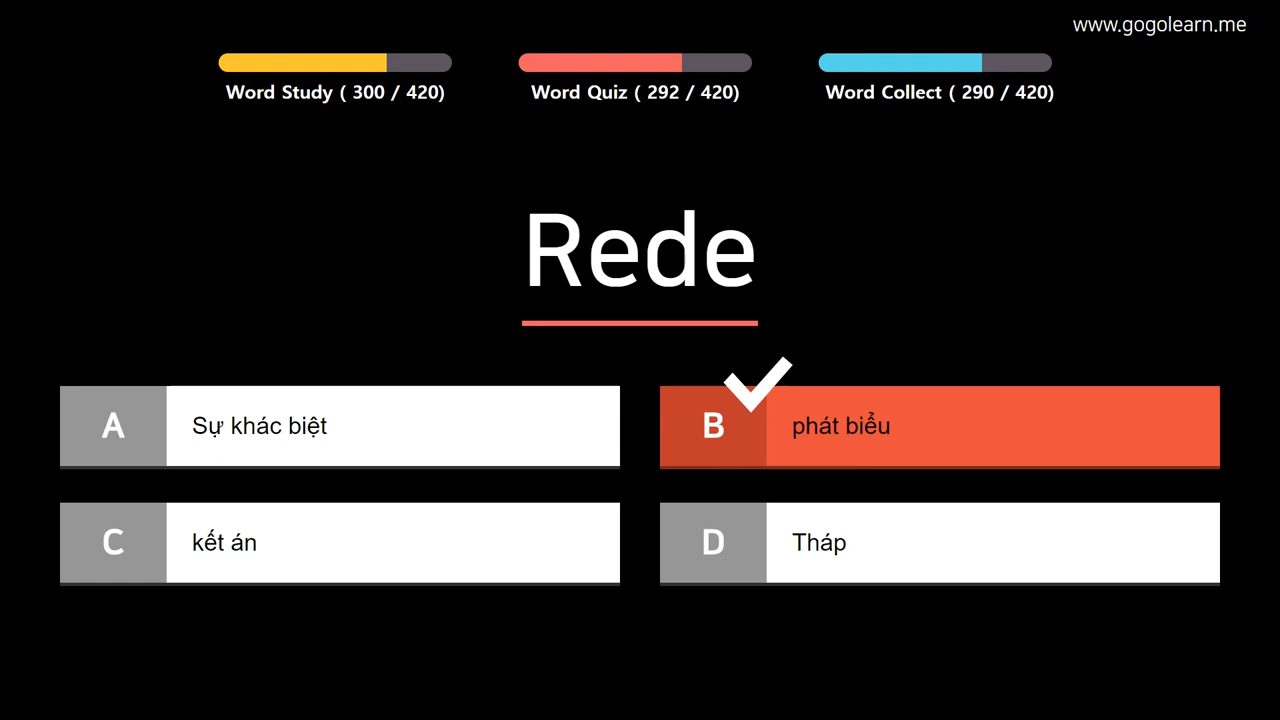 www.gogolearn.me
Word Study ( 300 / 420)
Word Quiz ( 292 / 420)
Word Collect ( 290 / 420)
Rede
A Sự khác biệt
B phát biểu
C kết án
D Tháp